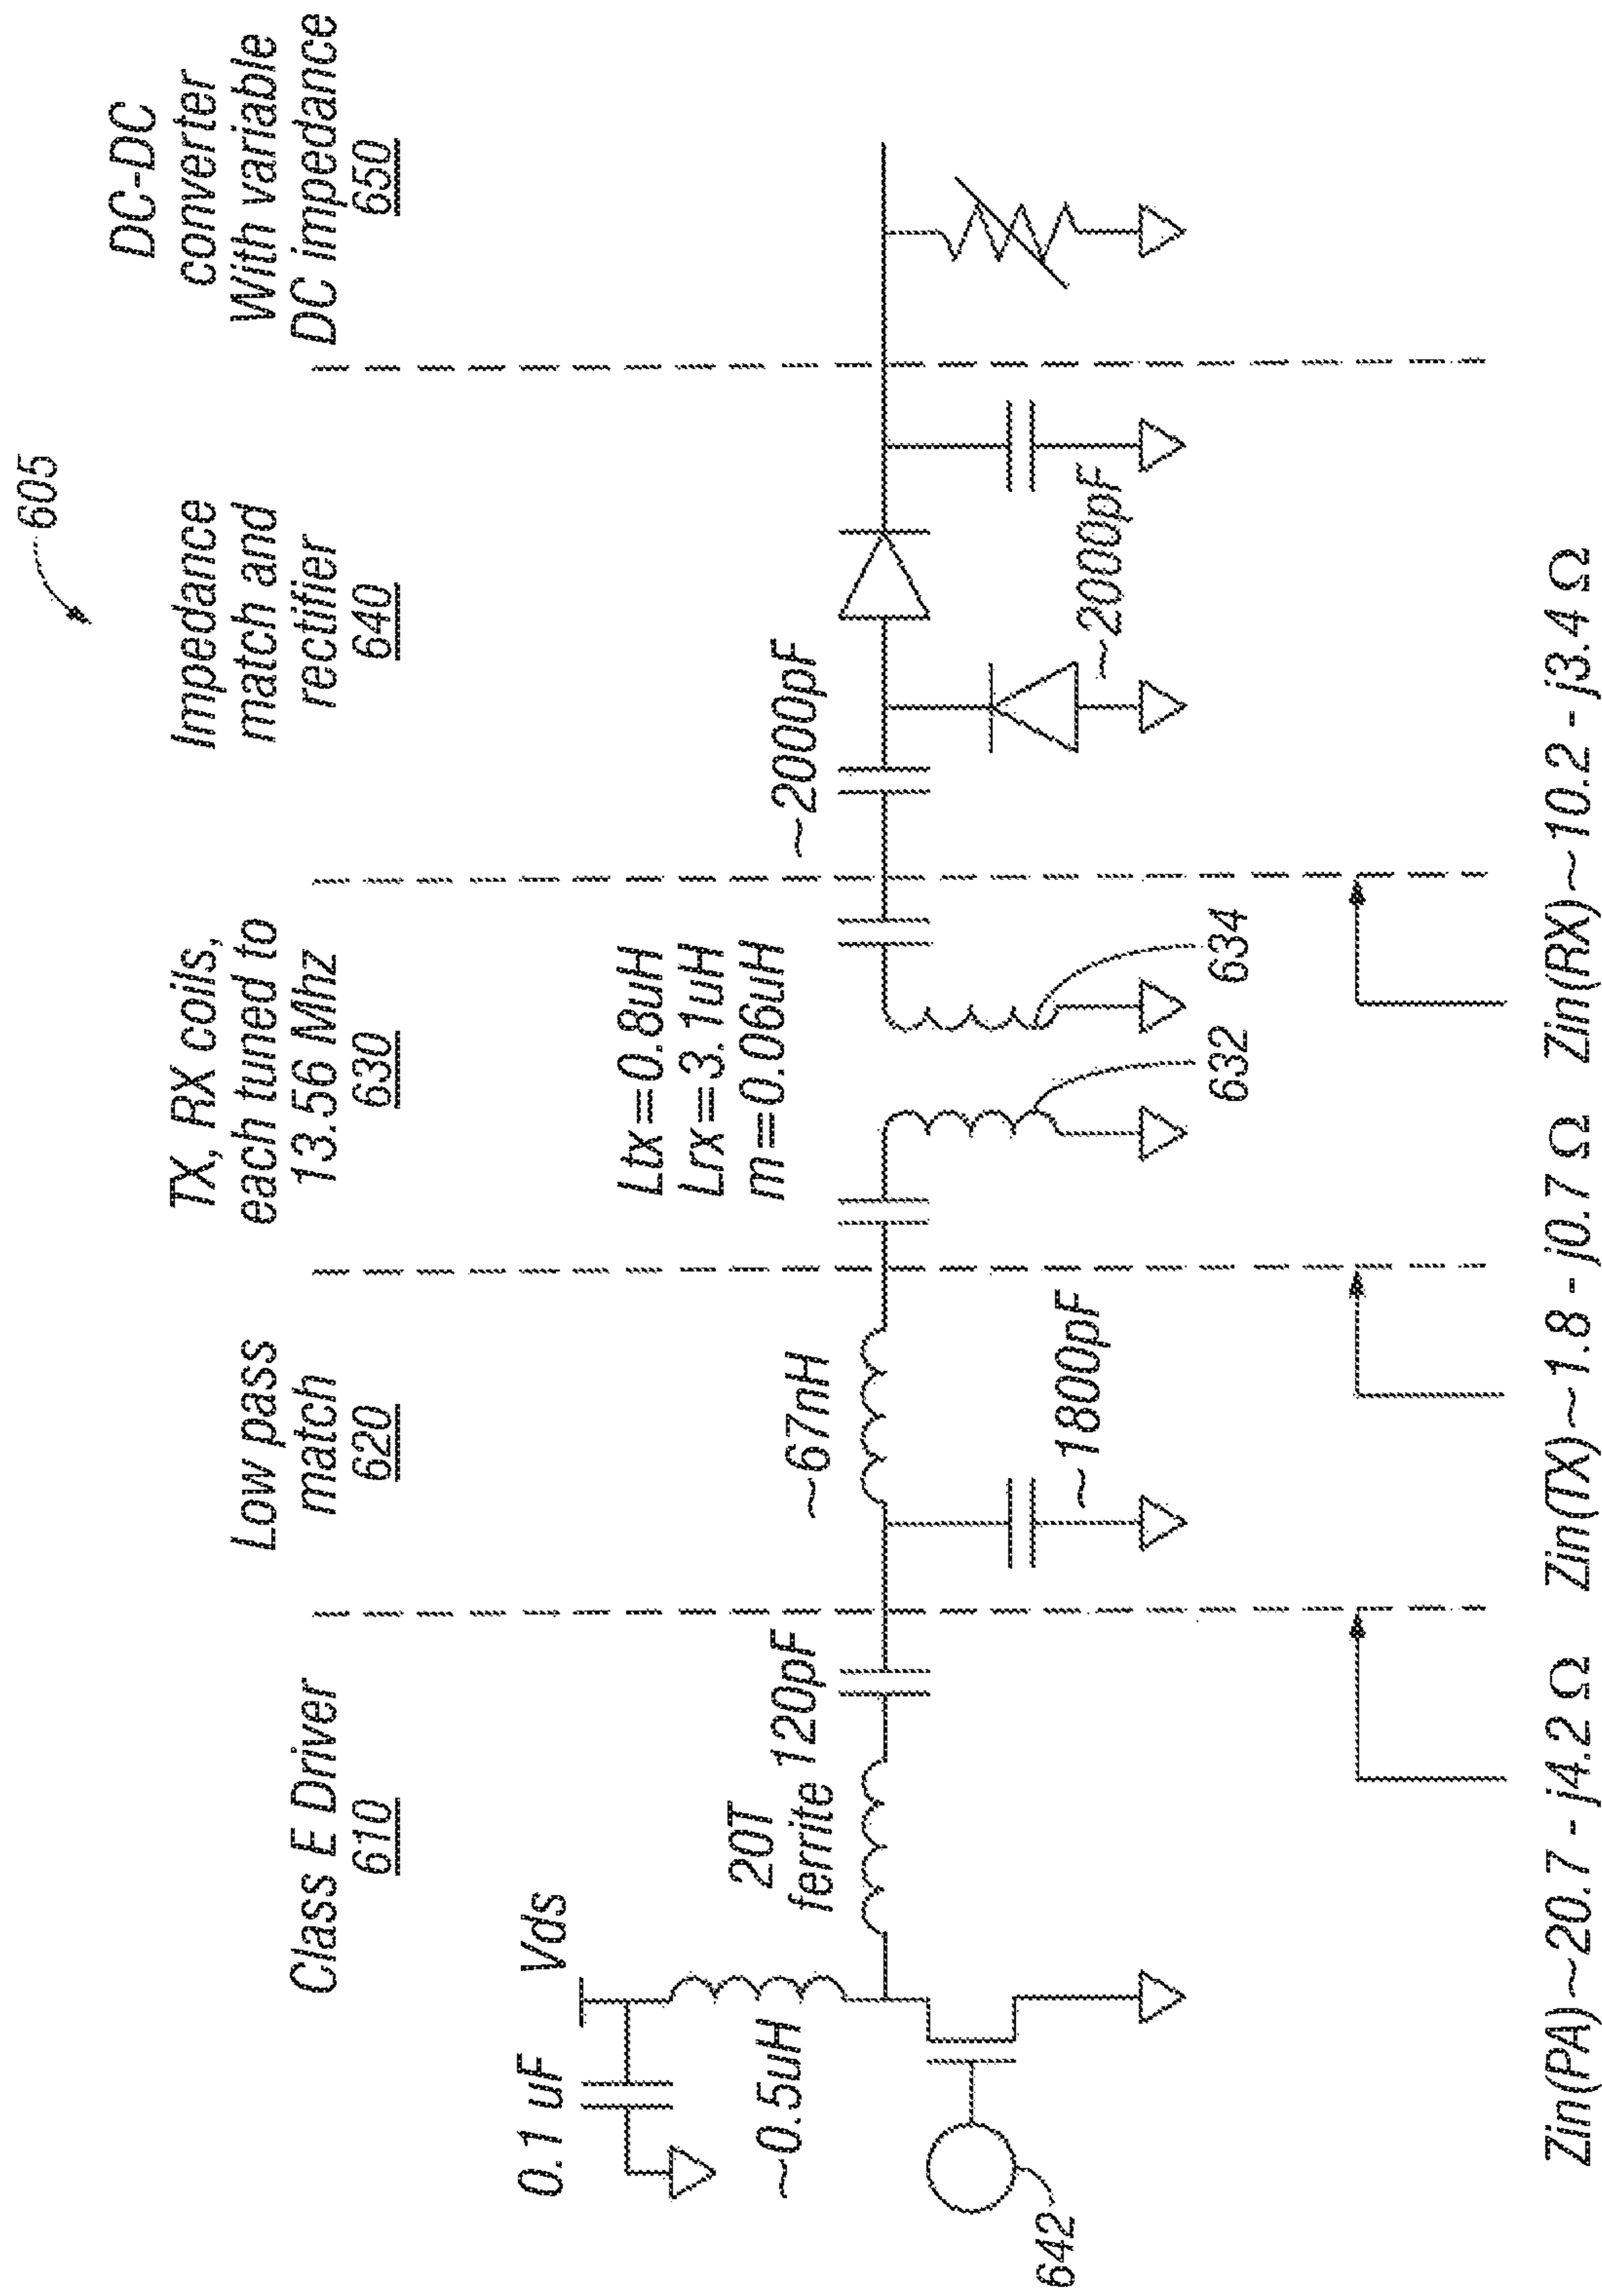 605
Class E Driver
610
Low pass
match
620
TX, RX coils,
each tuned to
13.56 Mhz
630
Impedance
match and
rectifier
640
DC-DC
converter
With variable
DC impedance
650
0.1 uF
Vds
~0.5uH
20T
ferrite
120pF
~67nH
~1800pF
Ltx=0.8uH
Lrx=3.1uH
m=0.06uH
~2000pF
~2000pF
642
632
634
Zin(PA)~20.7 - j4.2 Ω
Zin(TX)~1.8 - j0.7 Ω
Zin(RX)~10.2 - j3.4 Ω